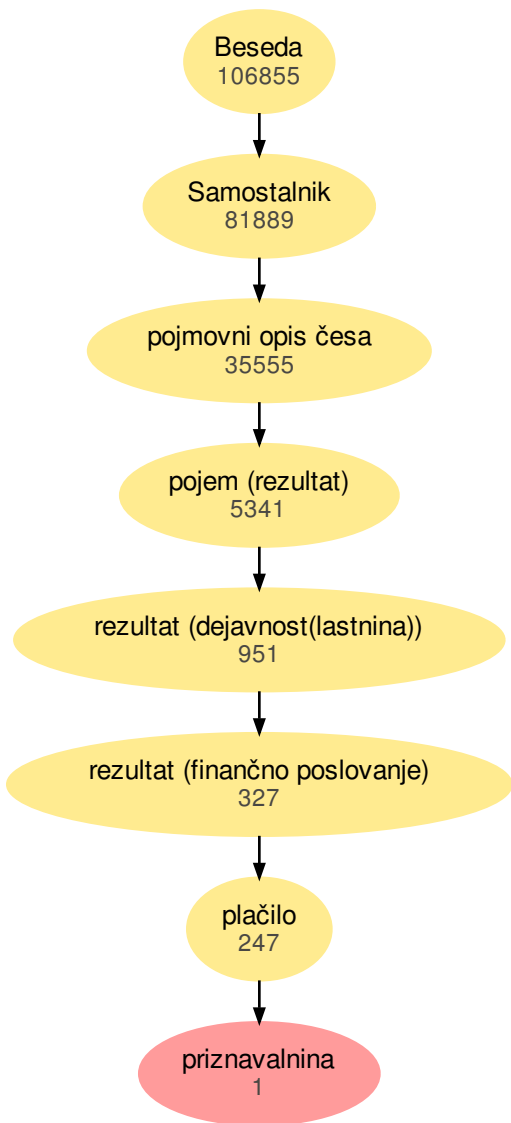 Beseda
106855
Samostalnik
81889
pojmovni opis česa
35555
pojem (rezultat)
5341
rezultat (dejavnost(lastnina))
951
rezultat (finančno poslovanje)
327
plačilo
247
priznavalnina
1